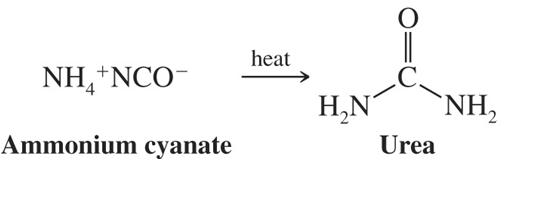 O
heat
NH₄⁺NCO⁻
C
H₂N NH₂
Ammonium cyanate Urea